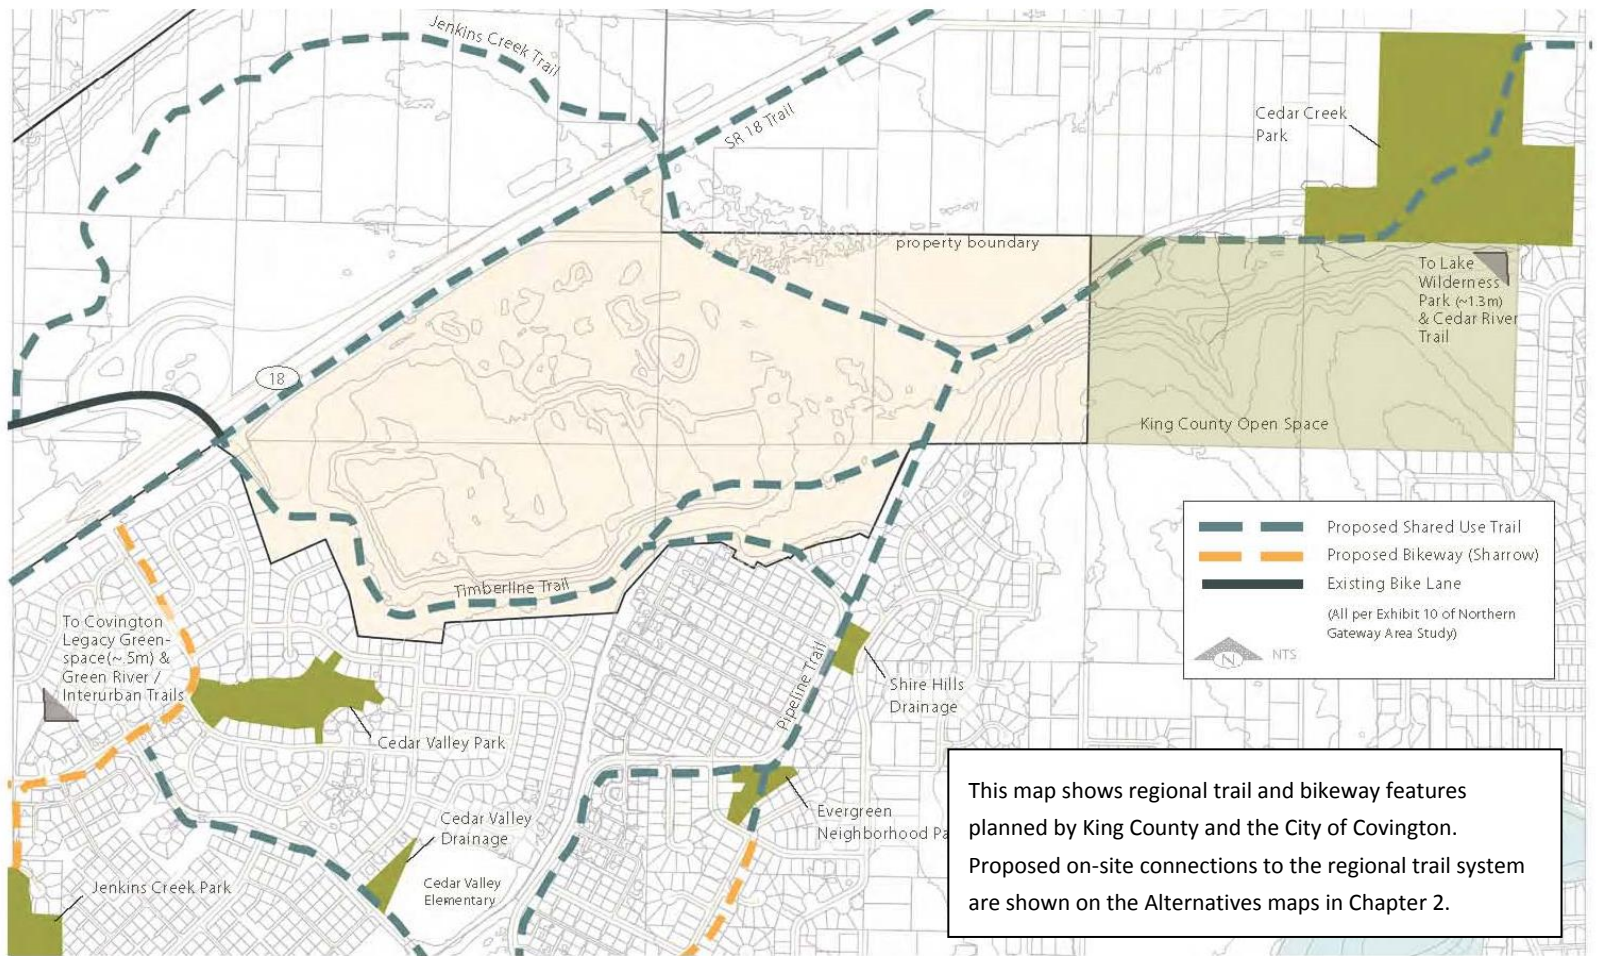 Jenkins Creek Trail
SR 18 Trail
Cedar Creek
Park
property boundary
To Lake
Wilderness
Park (~1.3m)
& Cedar River
Trail
18
King County Open Space
Proposed Shared Use Trail
Proposed Bikeway (Sharrow)
Existing Bike Lane
(All per Exhibit 10 of Northern
Gateway Area Study)
N
NTS
Timberline Trail
To Covington
Legacy Green-
space(~ 5m) &
Green River /
Interurban Trails
Pipeline Trail
Shire Hills
Drainage
Cedar Valley Park
Evergreen
Neighborhood Pa
Cedar Valley
Drainage
Cedar Valley
Elementary
Jenkins Creek Park
This map shows regional trail and bikeway features
planned by King County and the City of Covington.
Proposed on-site connections to the regional trail system
are shown on the Alternatives maps in Chapter 2.